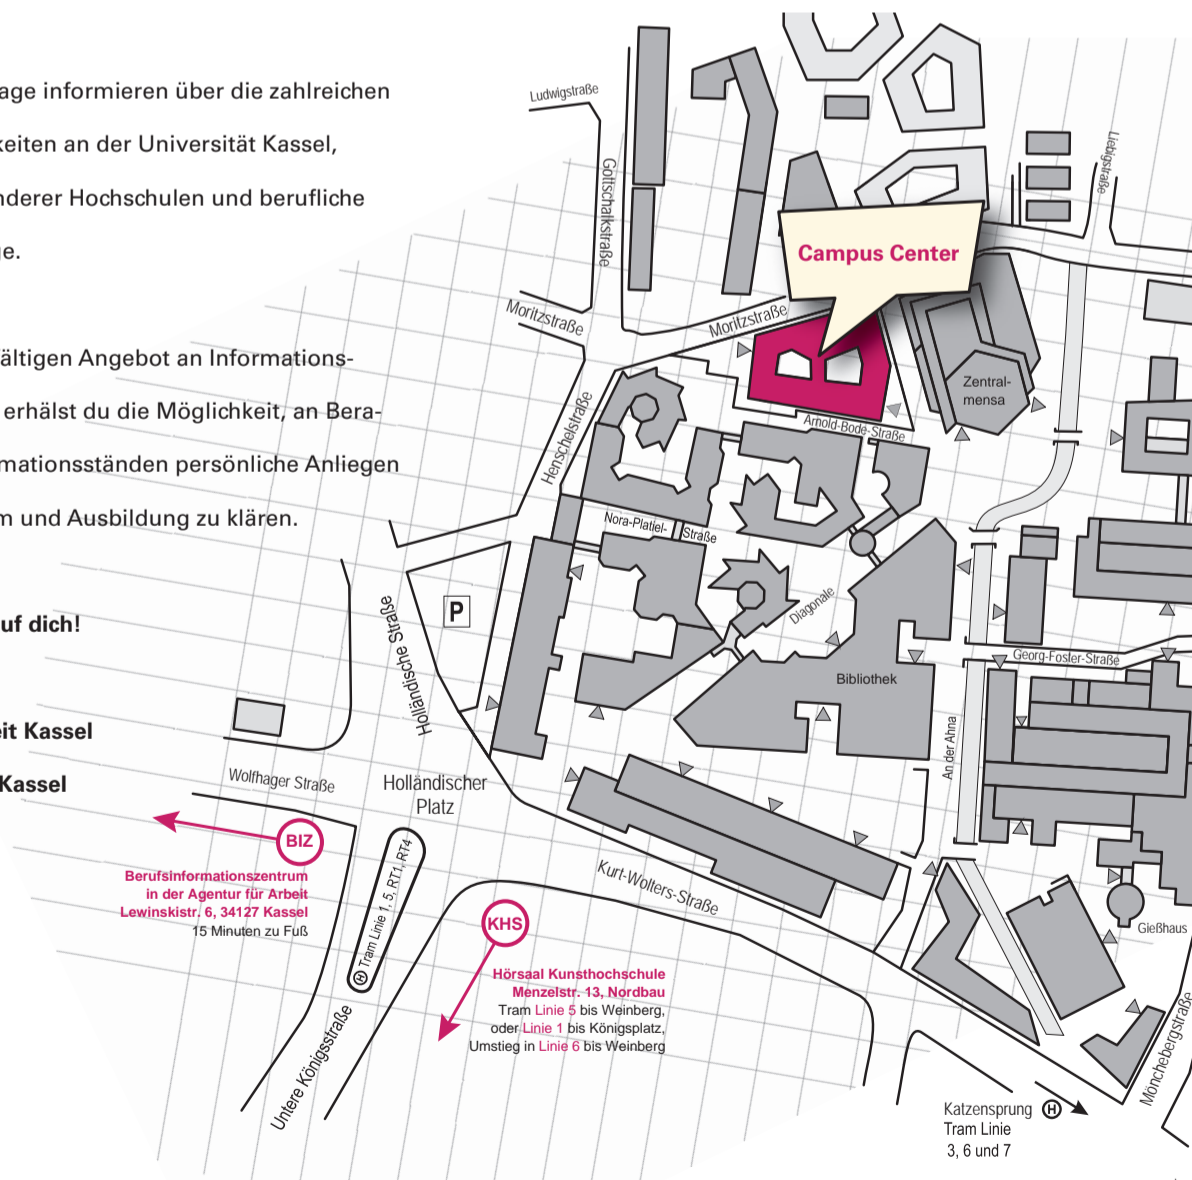 age informieren über die zahlreichen
keiten an der Universität Kassel,
nderer Hochschulen und berufliche
ge.
fältigen Angebot an Informations-
erhälst du die Möglichkeit, an Bera-
mationsständen persönliche Anliegen
m und Ausbildung zu klären.
uf dich!
eit Kassel
Kassel
Ludwigstraße
Gottschalkstraße
Liebigstraße
Campus Center
Moritzstraße
Moritzstraße
Henschelstraße
Arnold-Bode-Straße
Zentral-
mensa
Nora-Platiel-
Straße
Diagonale
P
Holländische Straße
Bibliothek
Georg-Fosler-Straße
An der Ahna
Wolfhager Straße
Holländischer
Platz
BIZ
Berufsinformationszentrum
in der Agentur für Arbeit
Lewinskistr. 6, 34127 Kassel
15 Minuten zu Fuß
H Tram Linie 1, 5, RT1, RT4
Untere Königsstraße
Kurt-Wolters-Straße
KHS
Hörsaal Kunsthochschule
Menzelstr. 13, Nordbau
Tram Linie 5 bis Weinberg,
oder Linie 1 bis Königsplatz,
Umstieg in Linie 6 bis Weinberg
Gießhaus
Mönchebergstraße
Katzensprung H
Tram Linie
3, 6 und 7